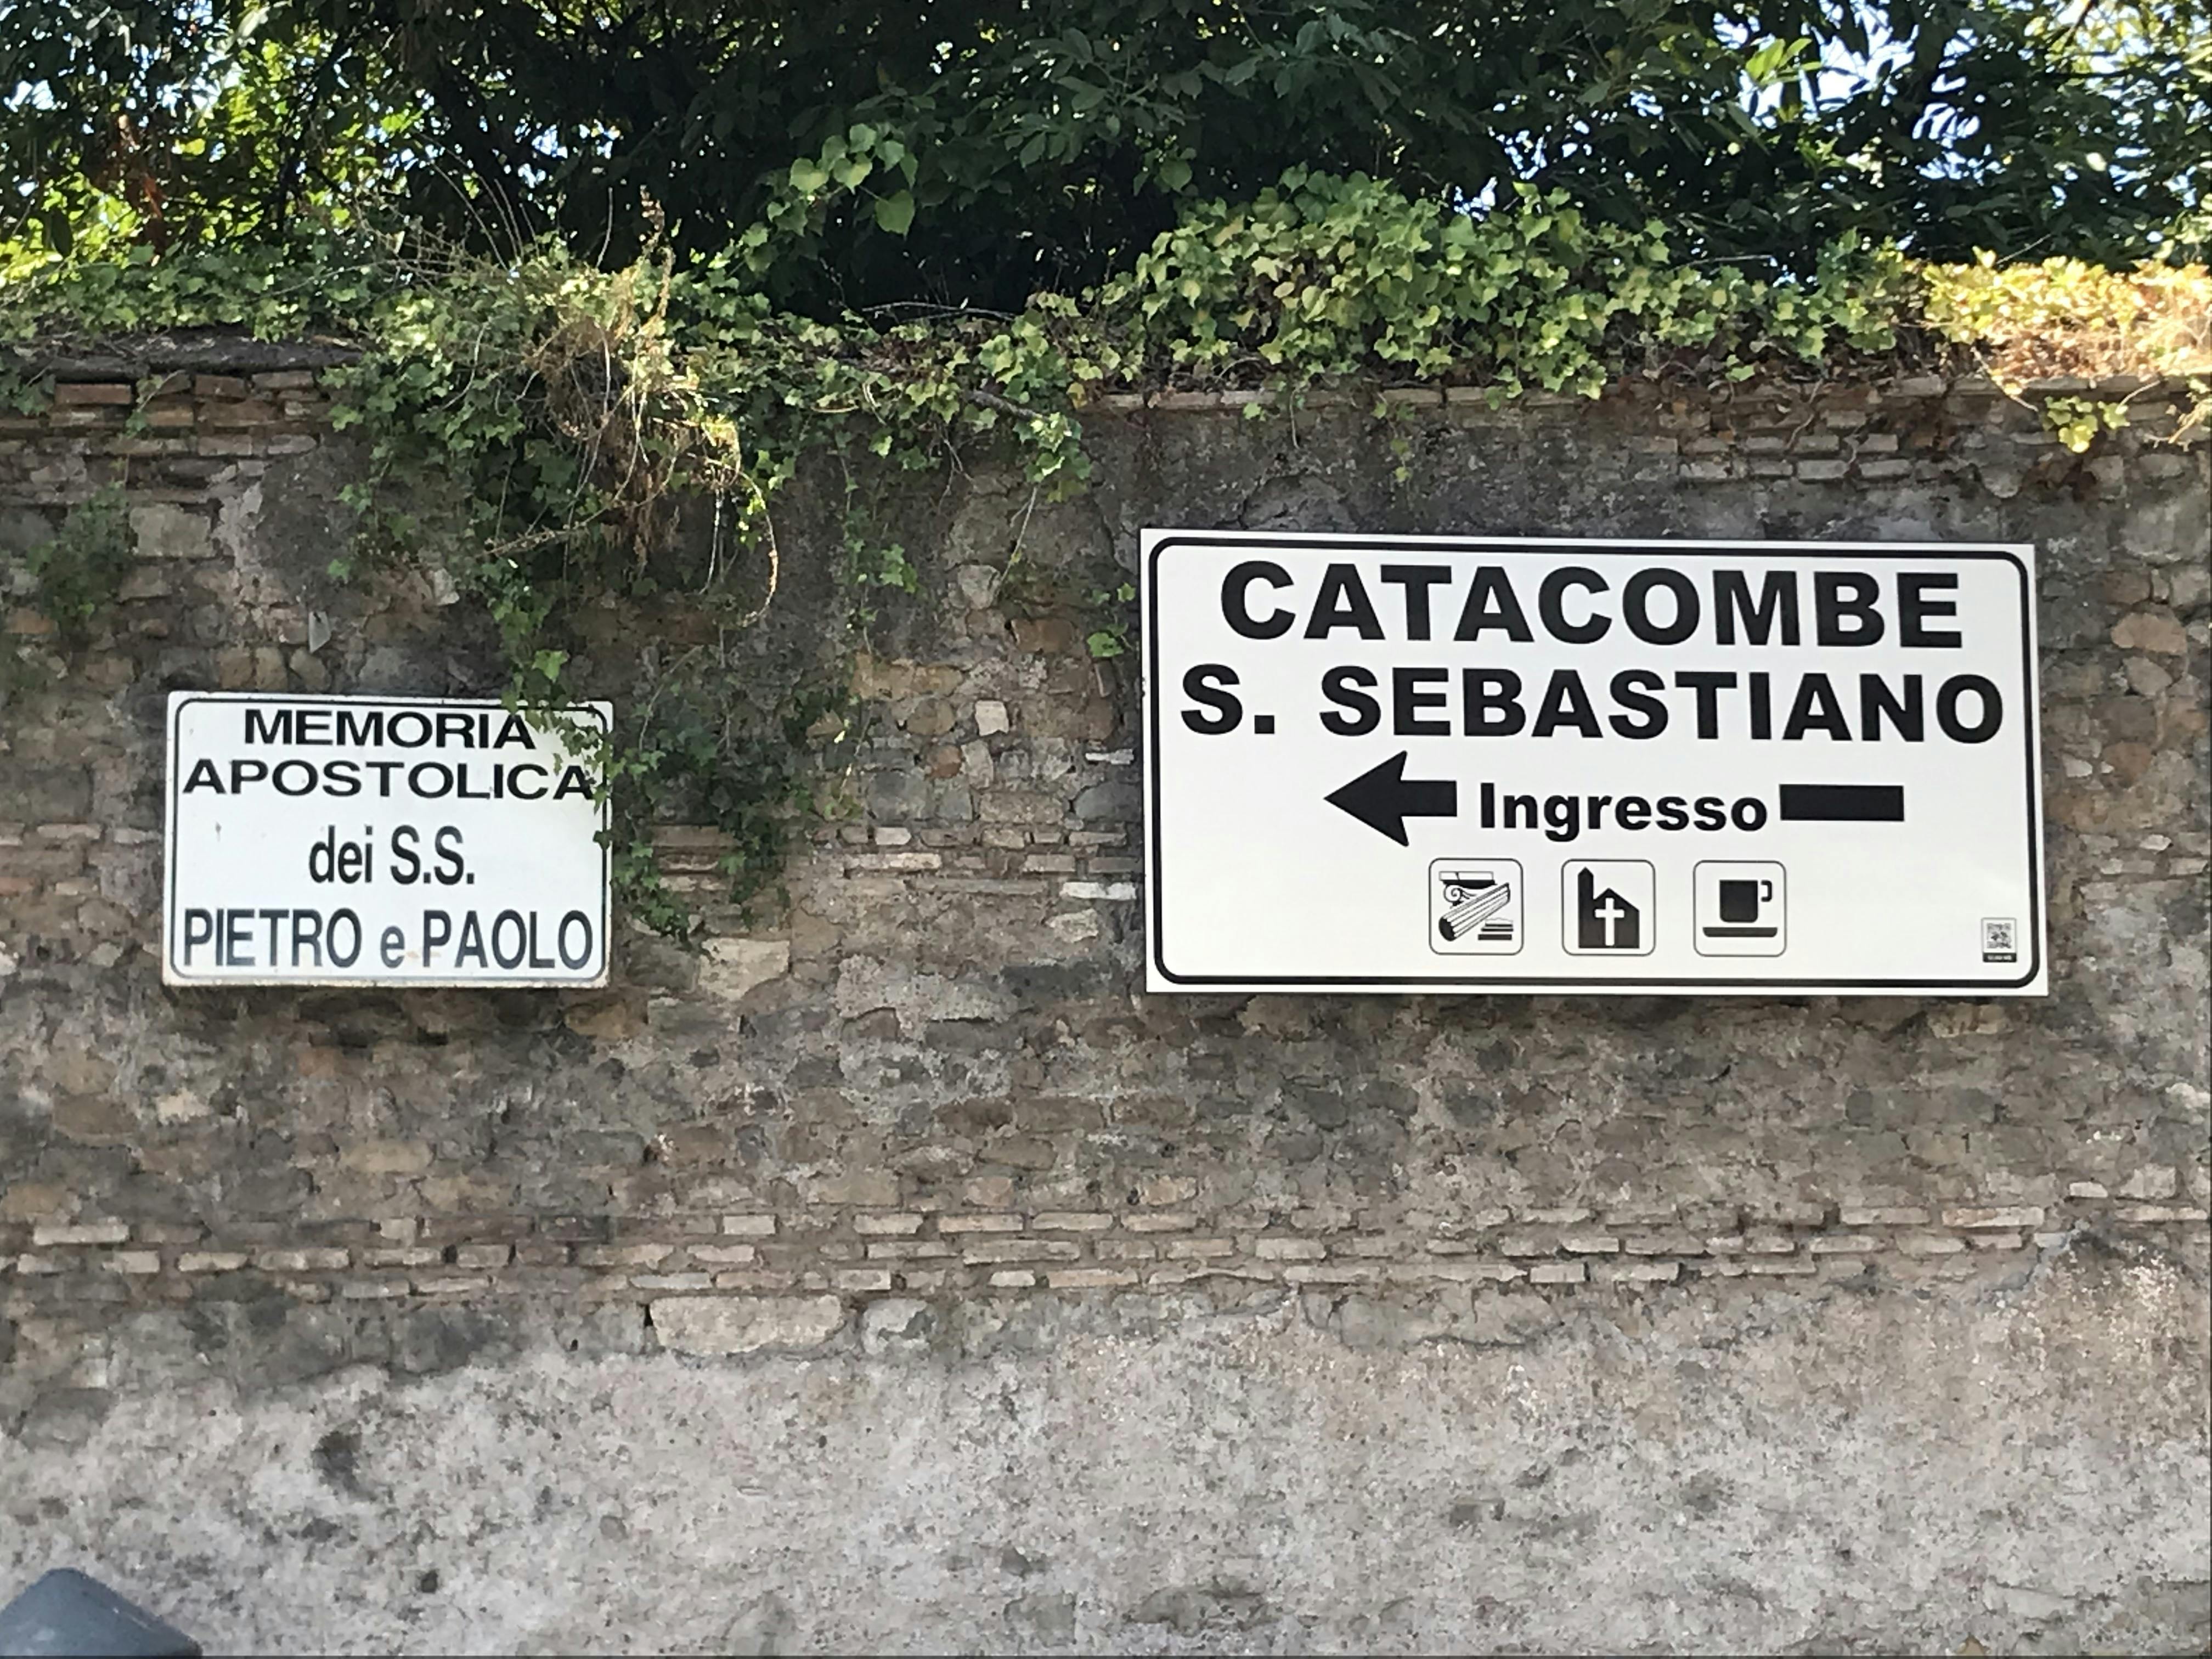 MEMORIA
APOSTOLICA
dei S.S.
PIETRO e PAOLO
CATACOMBE
S. SEBASTIANO
Ingresso